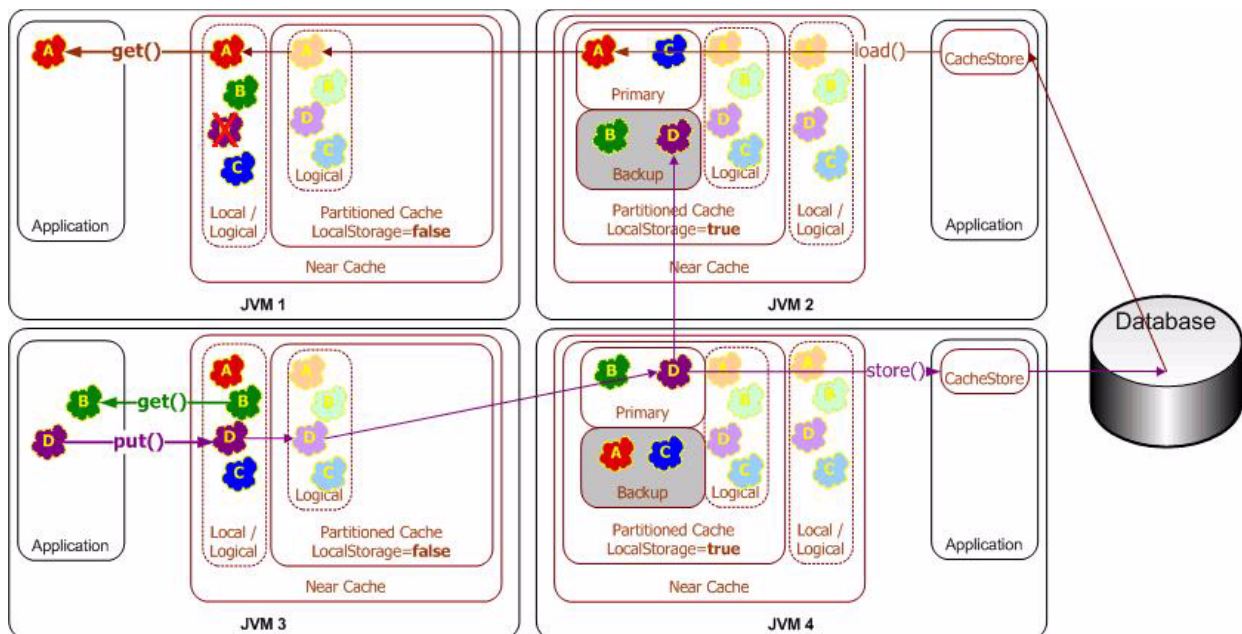 A
get()
A
A
B
B
D
C
C
Logical
Application
Local /
Logical
Partitioned Cache
LocalStorage=false
Near Cache
JVM 1
A
C
A
A
load()
CacheStore
Primary
B
B
B
D
D
D
C
C
Backup
Logical
Partitioned Cache
LocalStorage=true
Local /
Logical
Application
Near Cache
JVM 2
Database
A
A
B
get()
B
B
D
put()
D
D
C
C
Logical
Application
Local /
Logical
Partitioned Cache
LocalStorage=false
Near Cache
JVM 3
B
D
A
A
store()
CacheStore
Primary
B
B
A
C
D
D
C
C
Backup
Logical
Partitioned Cache
LocalStorage=true
Local /
Logical
Application
Near Cache
JVM 4